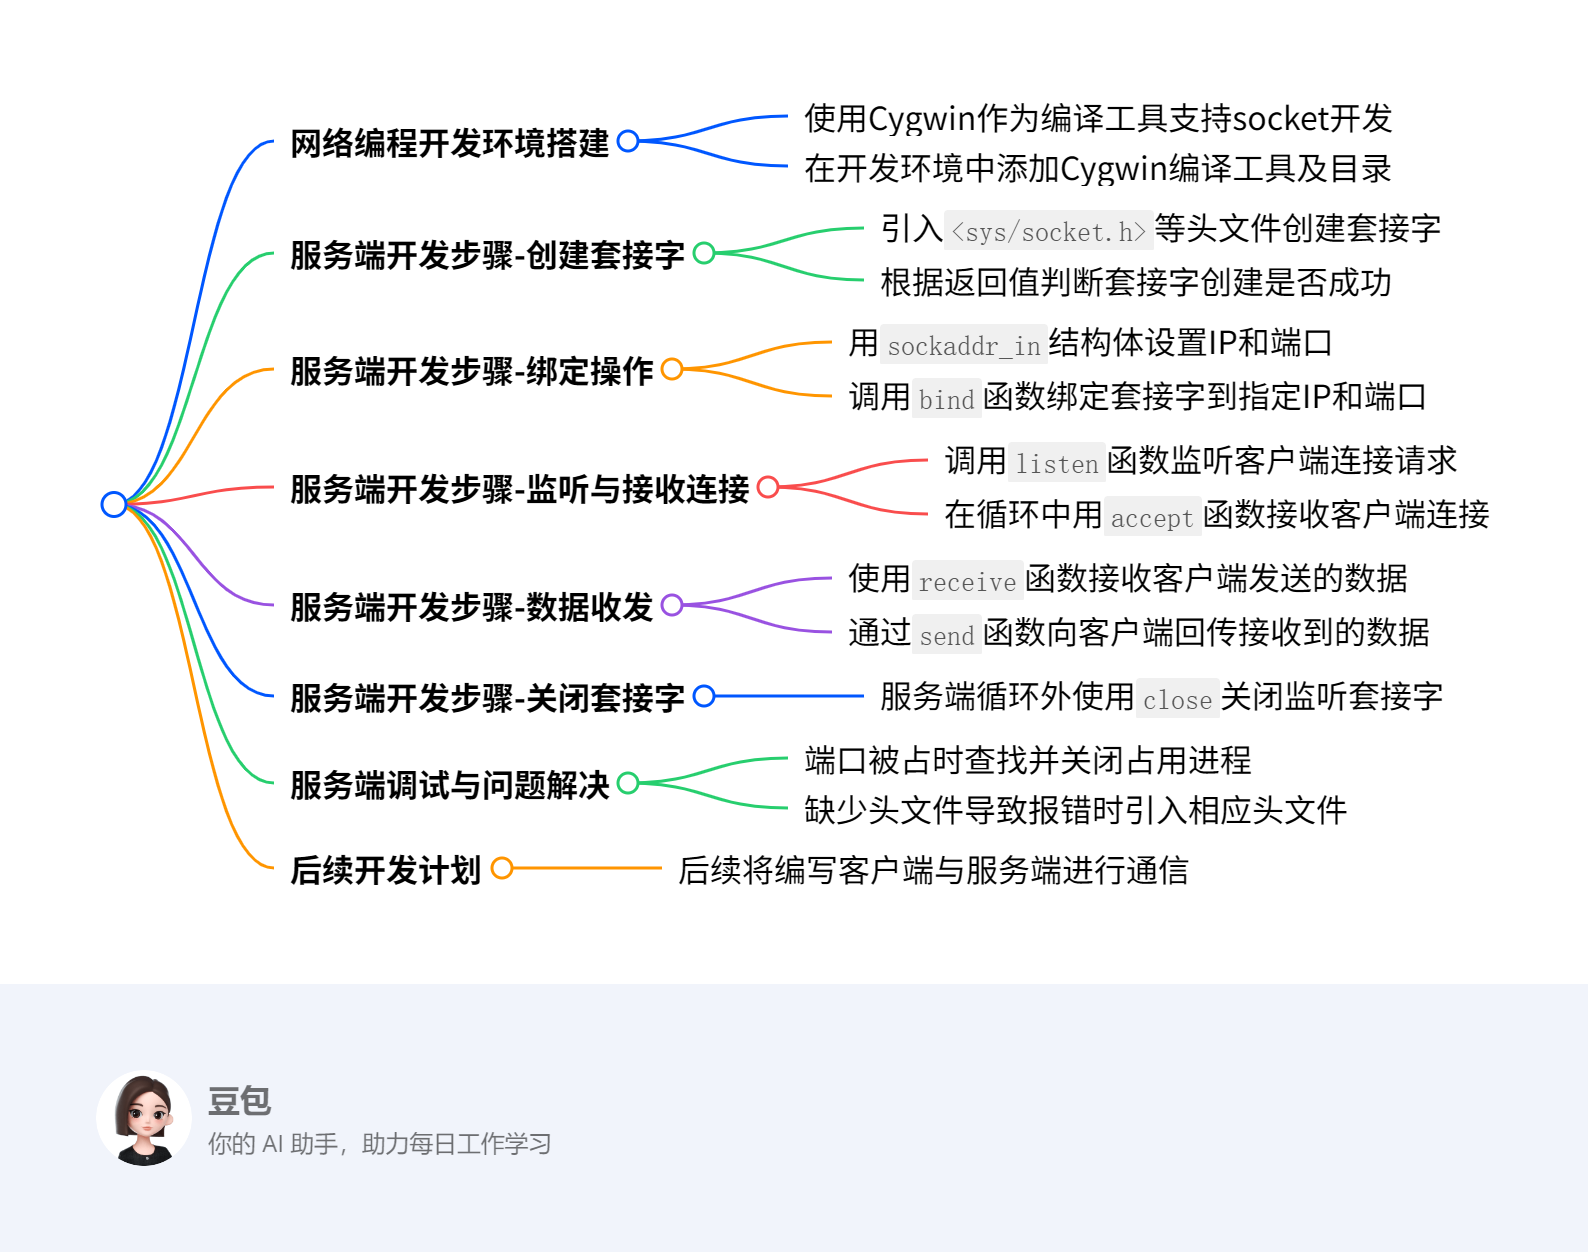 网络编程开发环境搭建
使用Cygwin作为编译工具支持socket开发
在开发环境中添加Cygwin编译工具及目录
服务端开发步骤-创建套接字
引入<sys/socket.h>等头文件创建套接字
根据返回值判断套接字创建是否成功
服务端开发步骤-绑定操作
用sockaddr_in结构体设置IP和端口
调用bind函数绑定套接字到指定IP和端口
服务端开发步骤-监听与接收连接
调用listen函数监听客户端连接请求
在循环中用accept函数接收客户端连接
服务端开发步骤-数据收发
使用receive函数接收客户端发送的数据
通过send函数向客户端回传接收到的数据
服务端开发步骤-关闭套接字
服务端循环外使用close关闭监听套接字
服务端调试与问题解决
端口被占时查找并关闭占用进程
缺少头文件导致报错时引入相应头文件
后续开发计划
后续将编写客户端与服务端进行通信
豆包
你的 AI 助手，助力每日工作学习